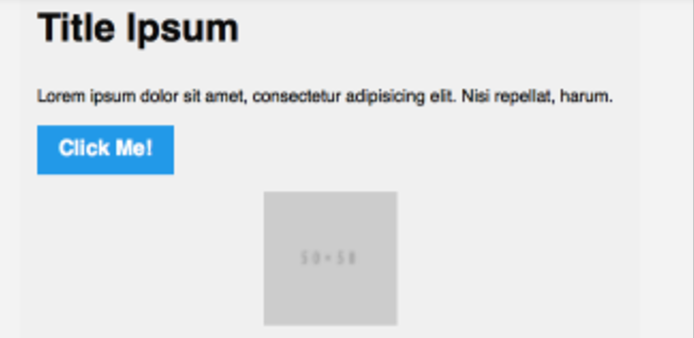 Title Ipsum
Lorem ipsum dolor sit amet, consectetur adipisicing elit. Nisi repellat, harum.
Click Me!
50×50